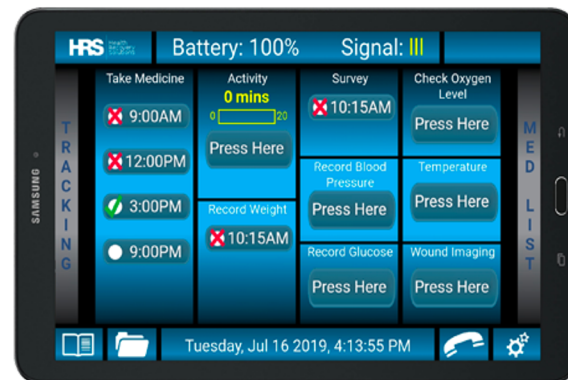 HRS Health Recovery Solutions
Battery: 100%
Signal:
TRACKING
Take Medicine
9:00AM
12:00PM
3:00PM
9:00PM
Activity
0 mins
0 20
Press Here
Record Weight
10:15AM
Survey
10:15AM
Record Blood
Pressure
Press Here
Record Glucose
Press Here
Check Oxygen
Level
Press Here
Temperature
Press Here
Wound Imaging
Press Here
MED LIST
Tuesday, Jul 16 2019, 4:13:55 PM
SAMSUNG